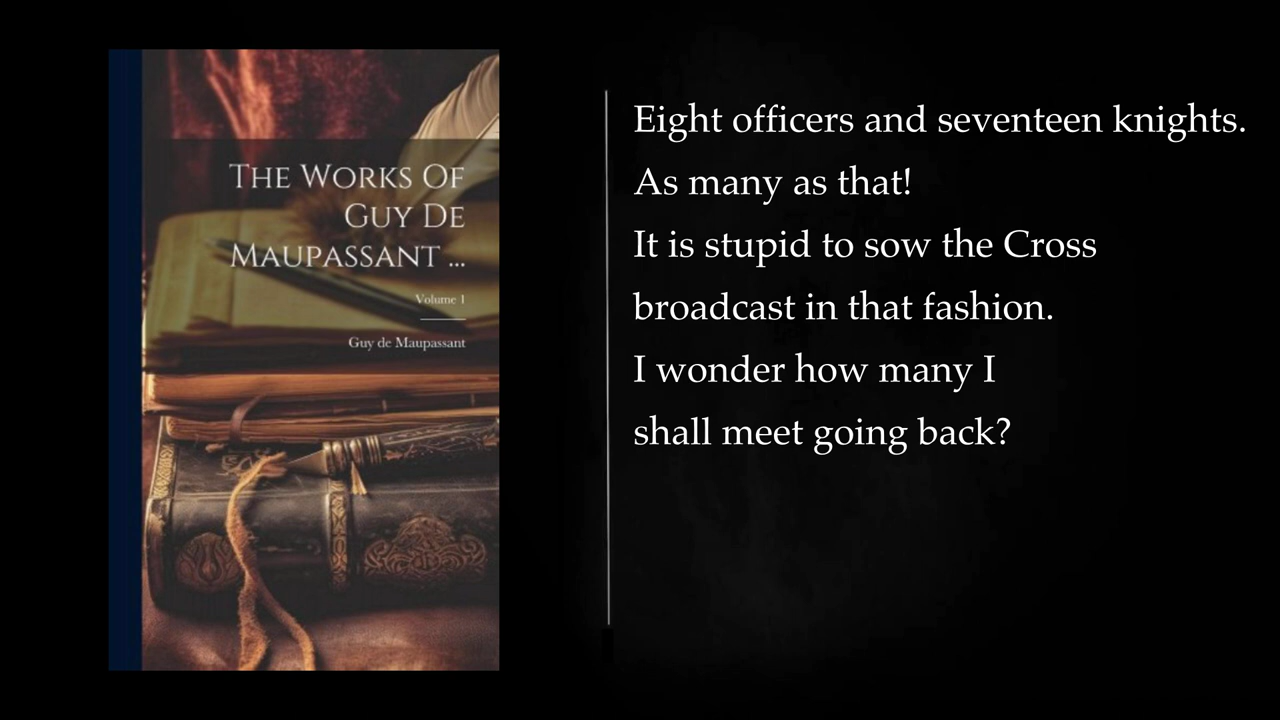 The Works Of
Guy De
Maupassant ...
Volume 1
Guy de Maupassant
Eight officers and seventeen knights.
As many as that!
It is stupid to sow the Cross
broadcast in that fashion.
I wonder how many I
shall meet going back?